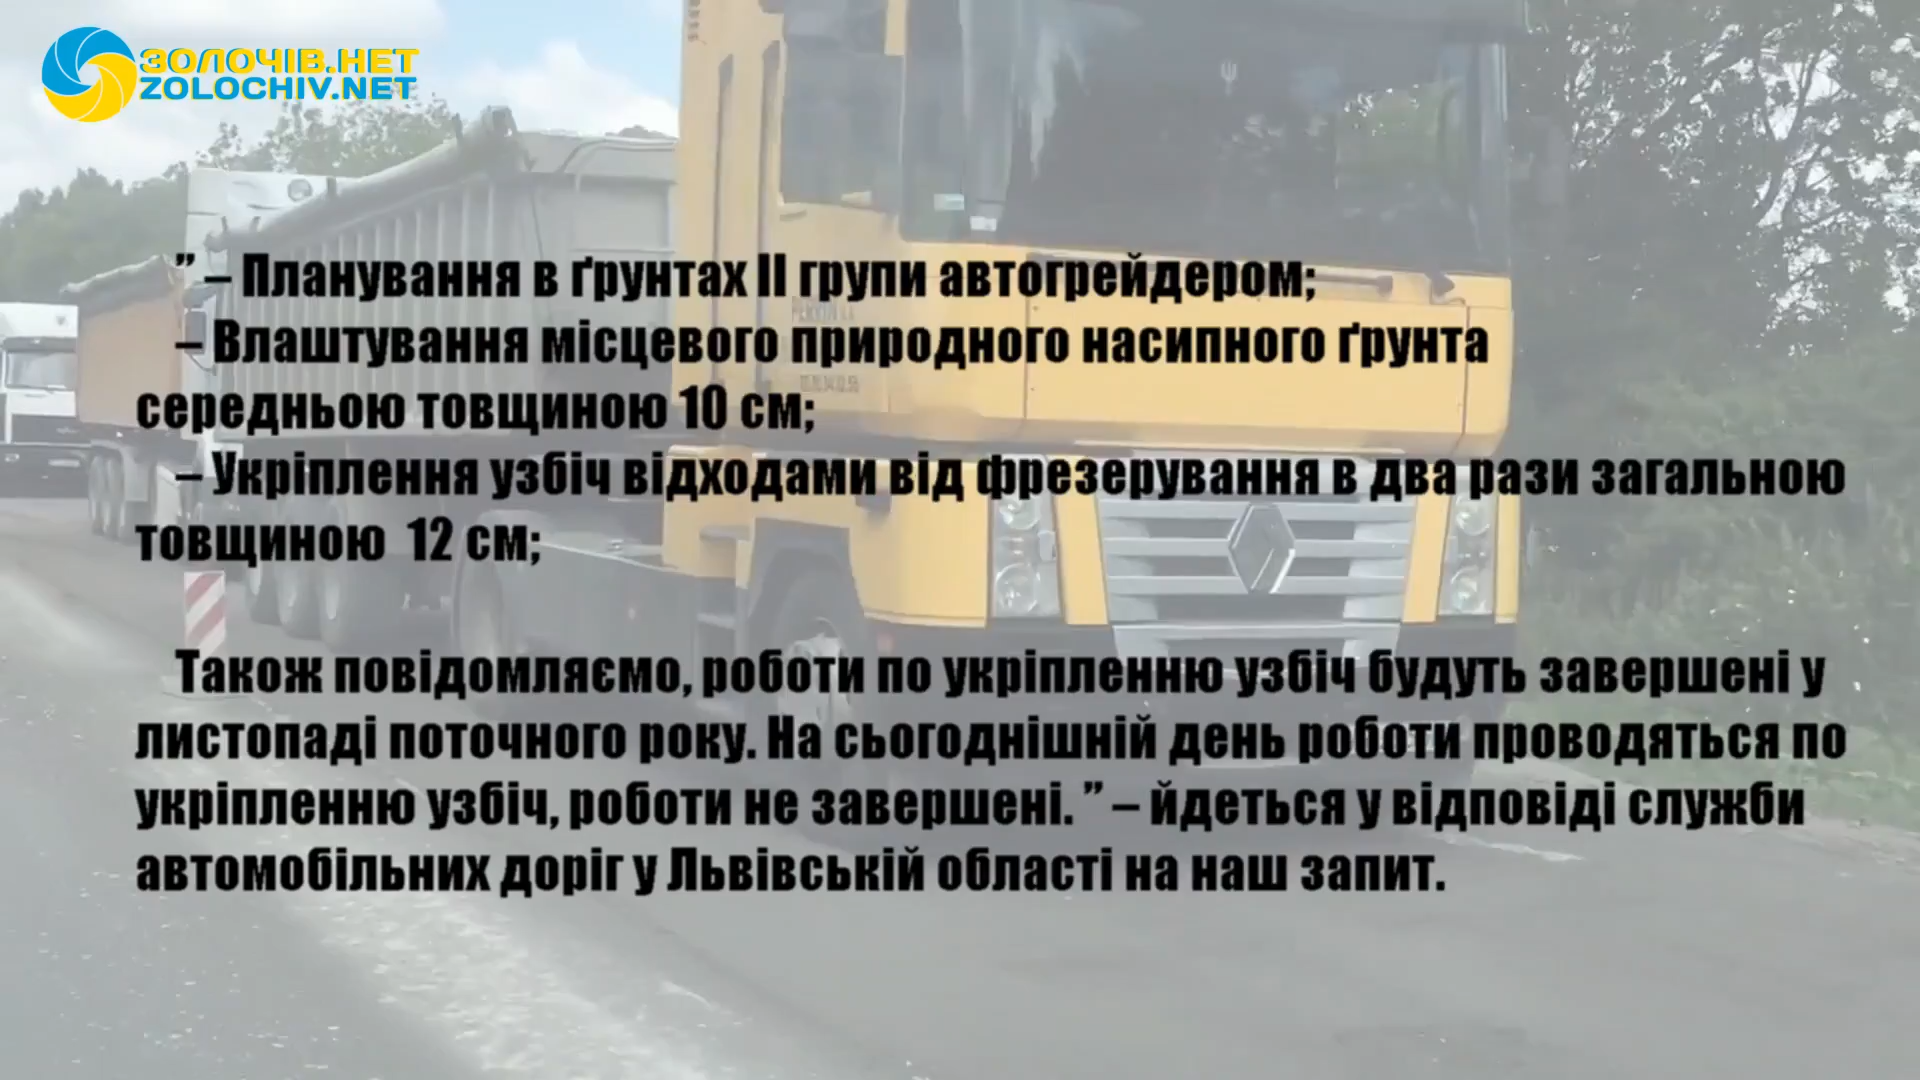 ЗОЛОЧІВ.НЕТ
ZOLOCHIV.NET
” – Планування в ґрунтах ІІ групи автогрейдером;
– Влаштування місцевого природного насипного ґрунта
середньою товщиною 10 см;
– Укріплення узбіч відходами від фрезерування в два рази загальною
товщиною 12 см;
Також повідомляємо, роботи по укріпленню узбіч будуть завершені у
листопаді поточного року. На сьогоднішній день роботи проводяться по
укріпленню узбіч, роботи не завершені. ” – йдеться у відповіді служби
автомобільних доріг у Львівській області на наш запит.